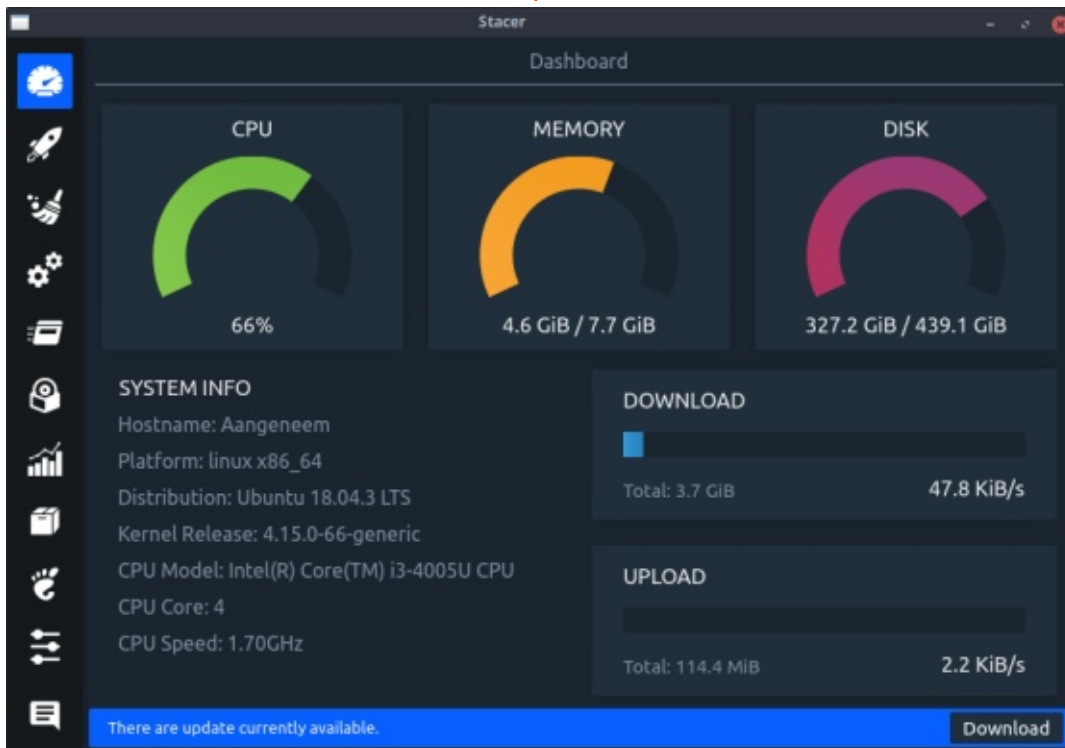 Stacer
Dashboard
CPU
MEMORY
DISK
66%
4.6 GiB / 7.7 GiB
327.2 GiB / 439.1 GiB
SYSTEM INFO
Hostname: Aangeneem
Platform: linux x86_64
Distribution: Ubuntu 18.04.3 LTS
Kernel Release: 4.15.0-66-generic
CPU Model: Intel(R) Core(TM) i3-4005U CPU
CPU Core: 4
CPU Speed: 1.70GHz
DOWNLOAD
Total: 3.7 GiB
47.8 KiB/s
UPLOAD
Total: 114.4 MiB
2.2 KiB/s
There are update currently available.
Download